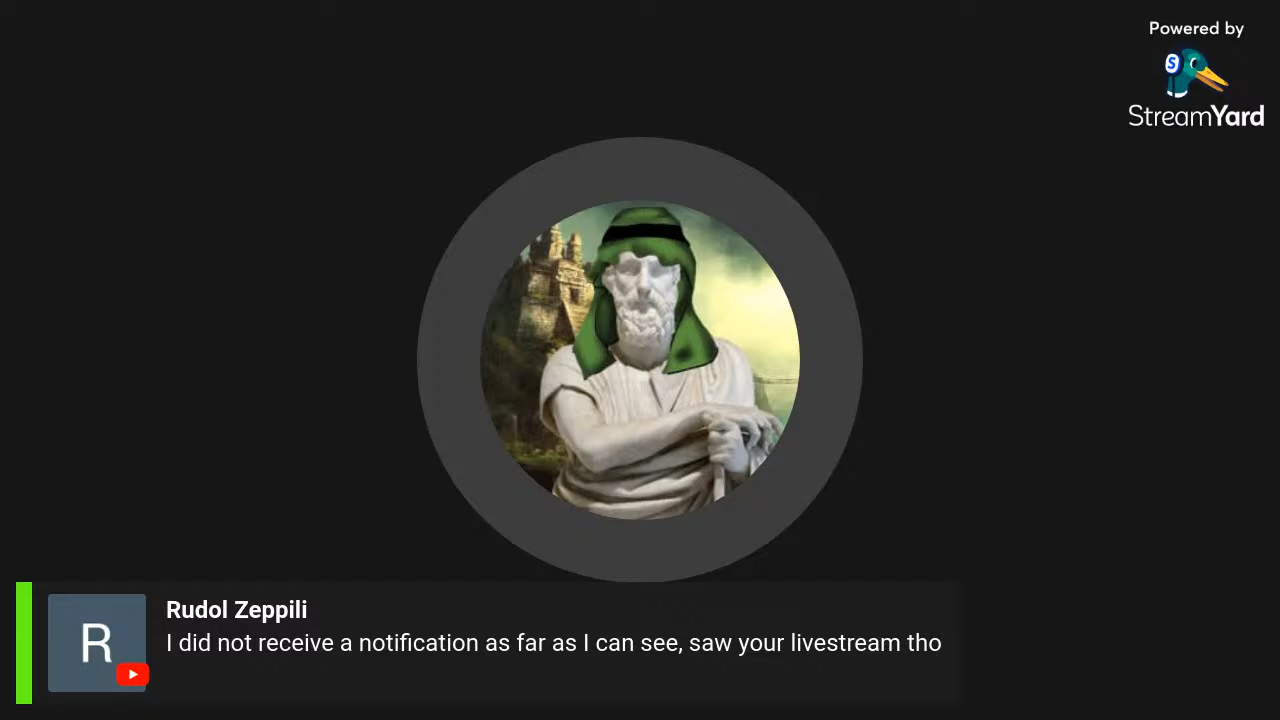 Powered by
S
StreamYard
R
Rudol Zeppili
I did not receive a notification as far as I can see, saw your livestream tho